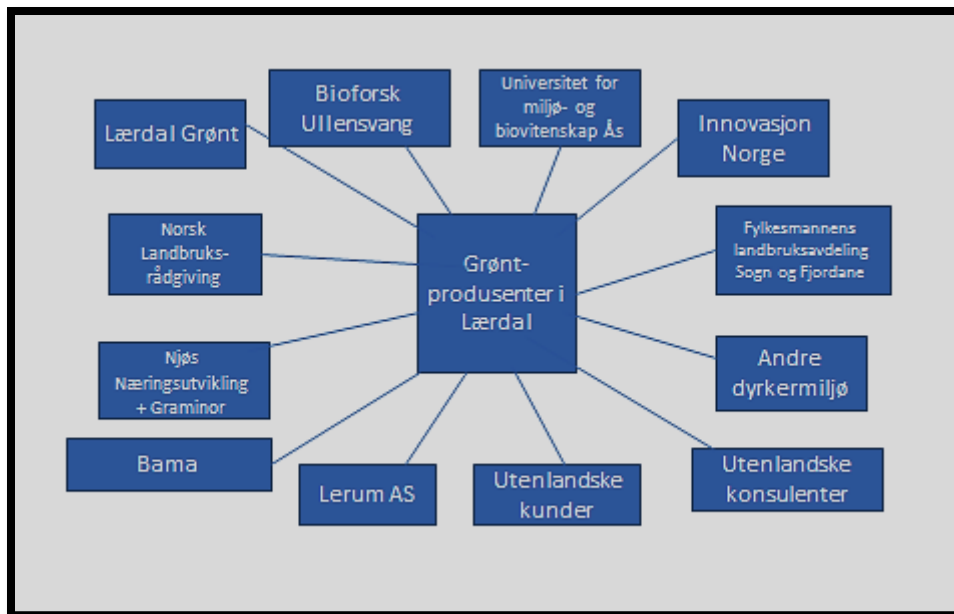 Lærdal Grønt
Bioforsk
Ullensvang
Universitet for
miljø- og
biovitenskap Ås
Innovasjon
Norge
Norsk
Landbruks-
rådgiving
Grønt-
produsenter i
Lærdal
Fylkesmannens
landbruksavdeling
Sogn og Fjordane
Njøs
Næringsutvikling
+ Graminor
Andre
dyrkermiljø
Bama
Lerum AS
Utenlandske
kunder
Utenlandske
konsulenter